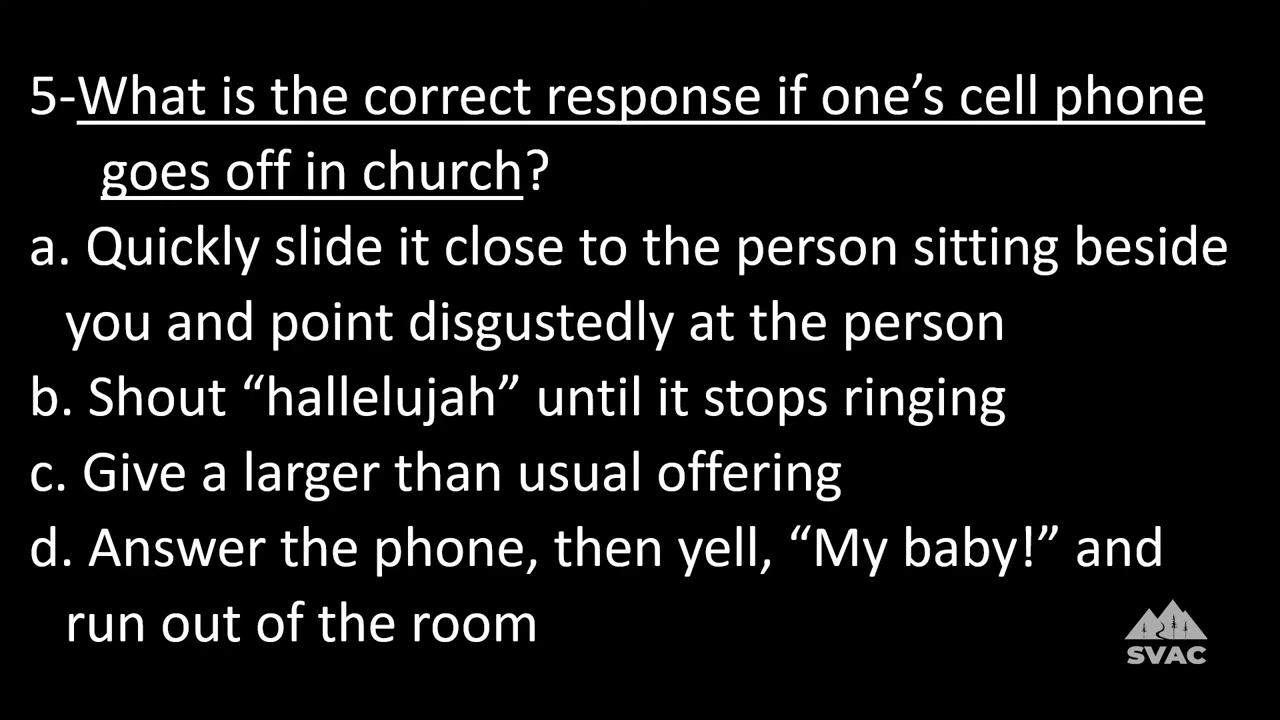 5-What is the correct response if one’s cell phone
goes off in church?
a. Quickly slide it close to the person sitting beside
you and point disgustedly at the person
b. Shout “hallelujah” until it stops ringing
c. Give a larger than usual offering
d. Answer the phone, then yell, “My baby!” and
run out of the room
SVAC